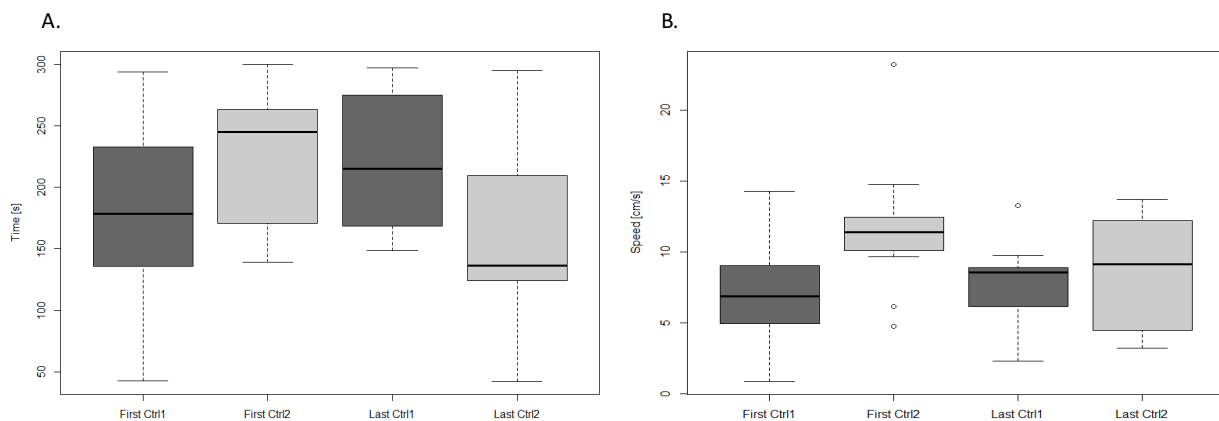 A.
Time [s]
300
250
200
150
100
50
First Ctrl1 First Ctrl2 Last Ctrl1 Last Ctrl2
B.
Speed [cm/s]
20
15
10
5
0
First Ctrl1 First Ctrl2 Last Ctrl1 Last Ctrl2